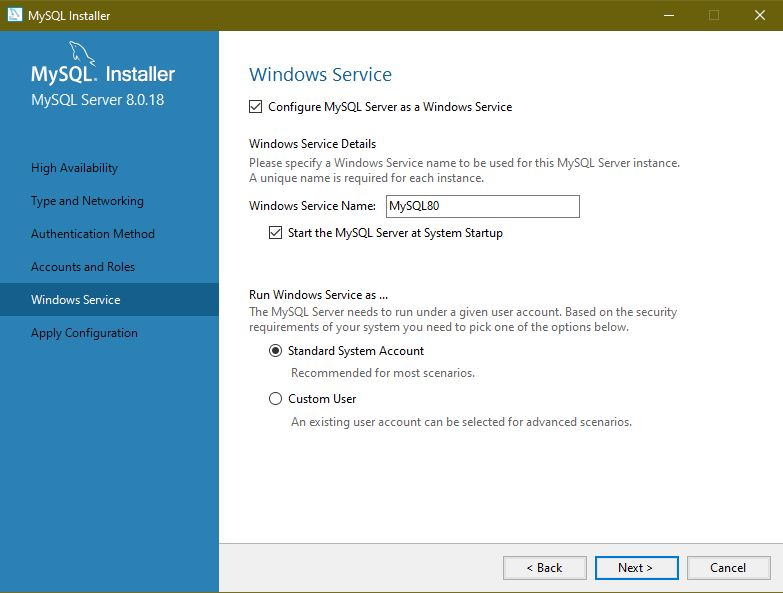 MySQL Installer
MySQL. Installer
MySQL Server 8.0.18
High Availability
Type and Networking
Authentication Method
Accounts and Roles
Windows Service
Apply Configuration
Windows Service
Configure MySQL Server as a Windows Service
Windows Service Details
Please specify a Windows Service name to be used for this MySQL Server instance.
A unique name is required for each instance.
Windows Service Name: MySQL80
Start the MySQL Server at System Startup
Run Windows Service as ...
The MySQL Server needs to run under a given user account. Based on the security
requirements of your system you need to pick one of the options below.
Standard System Account
Recommended for most scenarios.
Custom User
An existing user account can be selected for advanced scenarios.
< Back Next > Cancel